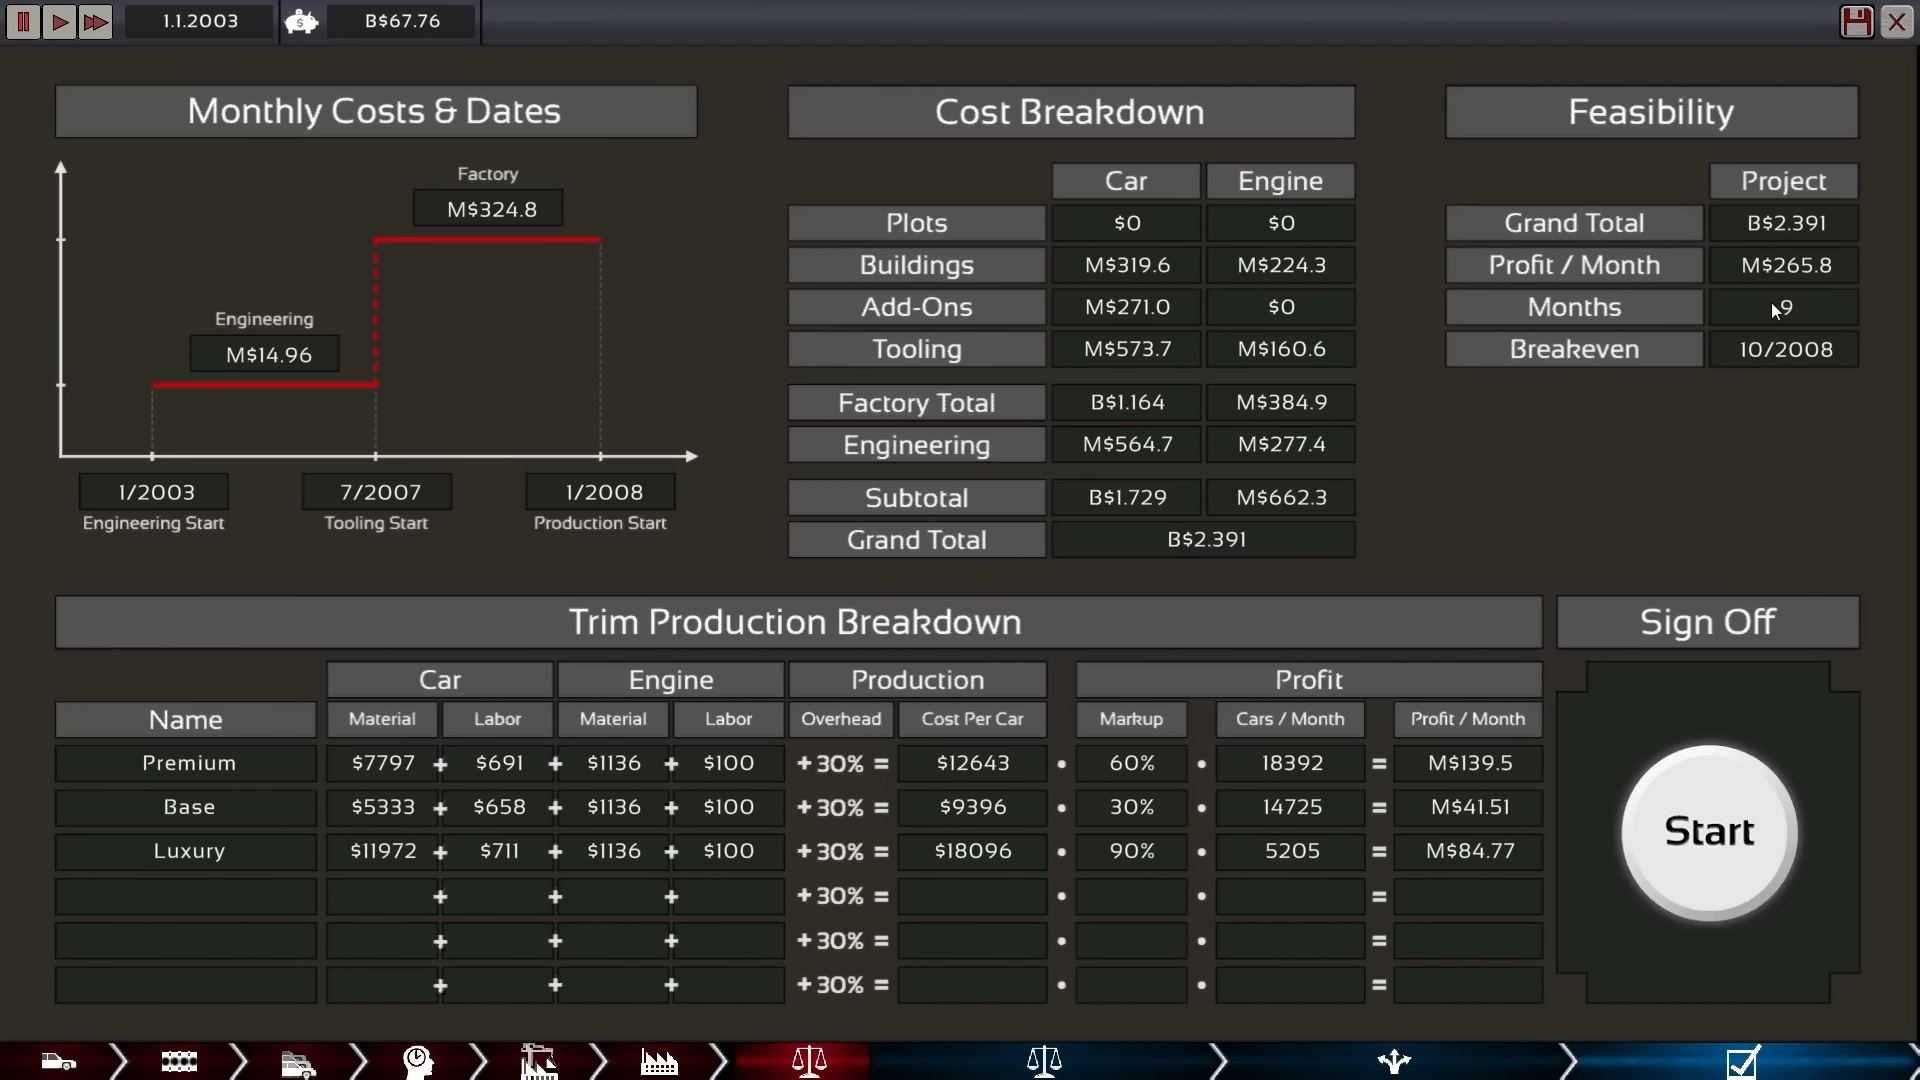 1.1.2003 B$67.76
Monthly Costs & Dates
Factory
M$324.8
Engineering
M$14.96
1/2003 7/2007 1/2008
Engineering Start Tooling Start Production Start
Cost Breakdown
Car Engine
Plots $0 $0
Buildings M$319.6 M$224.3
Add-Ons M$271.0 $0
Tooling M$573.7 M$160.6
Factory Total B$1.164 M$384.9
Engineering M$564.7 M$277.4
Subtotal B$1.729 M$662.3
Grand Total B$2.391
Feasibility
Project
Grand Total B$2.391
Profit / Month M$265.8
Months 9
Breakeven 10/2008
Trim Production Breakdown
Car Engine Production Profit
Name Material Labor Material Labor Overhead Cost Per Car Markup Cars / Month Profit / Month
Premium $7797 + $691 + $1136 + $100 +30% = $12643 • 60% • 18392 = M$139.5
Base $5333 + $658 + $1136 + $100 +30% = $9396 • 30% • 14725 = M$41.51
Luxury $11972 + $711 + $1136 + $100 +30% = $18096 • 90% • 5205 = M$84.77
+ + + +30% = • • =
+ + + +30% = • • =
+ + + +30% = • • =
Sign Off
Start